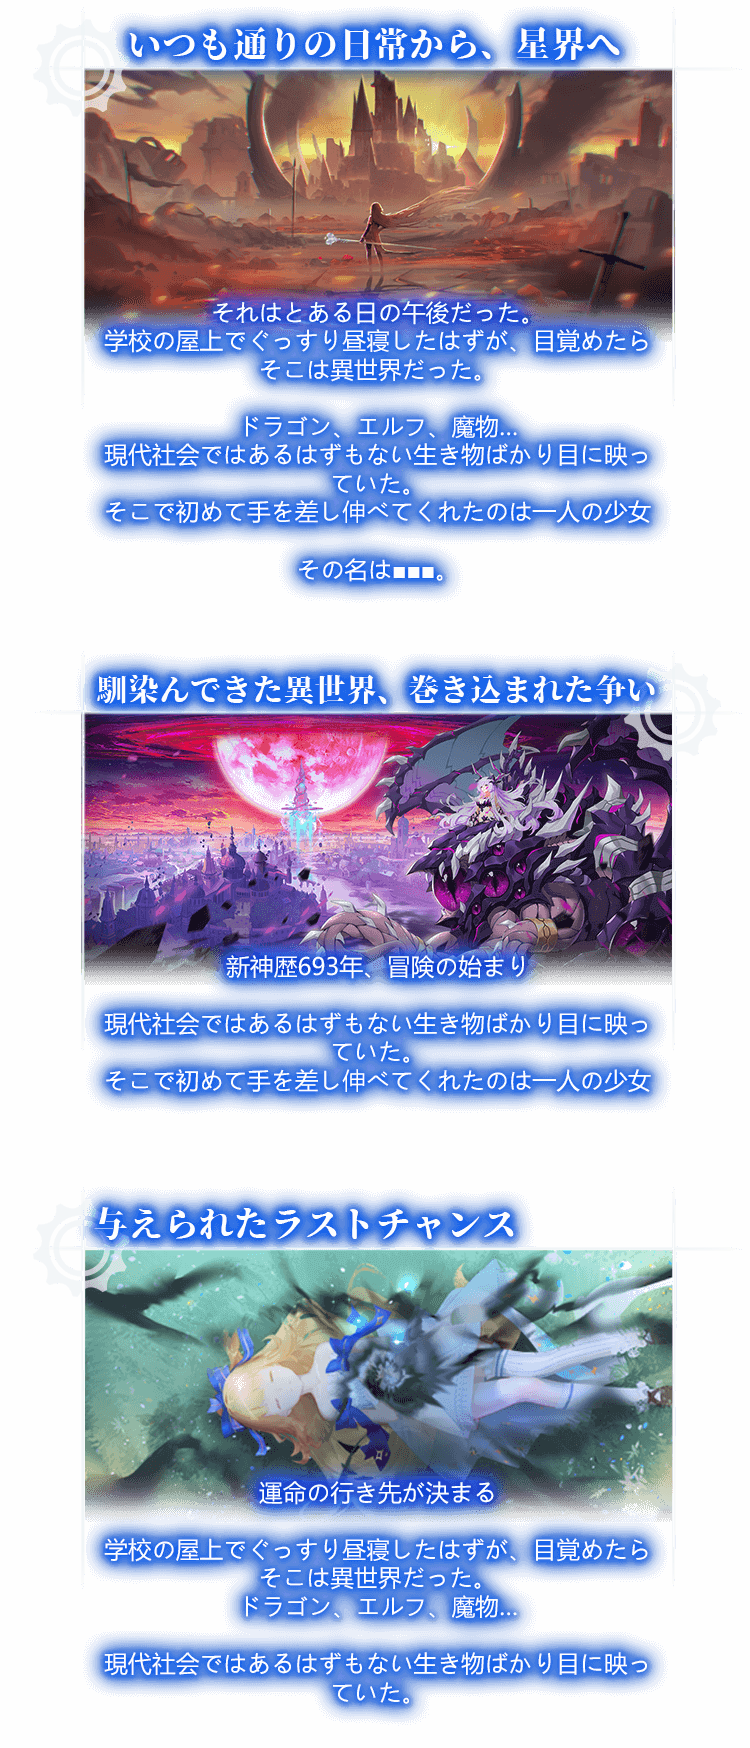 いつも通りの日常から、星界へ
それはとある日の午後だった。
学校の屋上でぐっすり昼寝したはずが、目覚めたら
そこは異世界だった。
ドラゴン、エルフ、魔物...
現代社会ではあるはずもない生き物ばかり目に映っ
ていた。
そこで初めて手を差し伸べてくれたのは一人の少女
その名は■■■。
馴染んできた異世界、巻き込まれた争い
新神歴693年、冒険の始まり
現代社会ではあるはずもない生き物ばかり目に映っ
ていた。
そこで初めて手を差し伸べてくれたのは一人の少女
与えられたラストチャンス
運命の行き先が決まる
学校の屋上でぐっすり昼寝したはずが、目覚めたら
そこは異世界だった。
ドラゴン、エルフ、魔物...
現代社会ではあるはずもない生き物ばかり目に映っ
ていた。